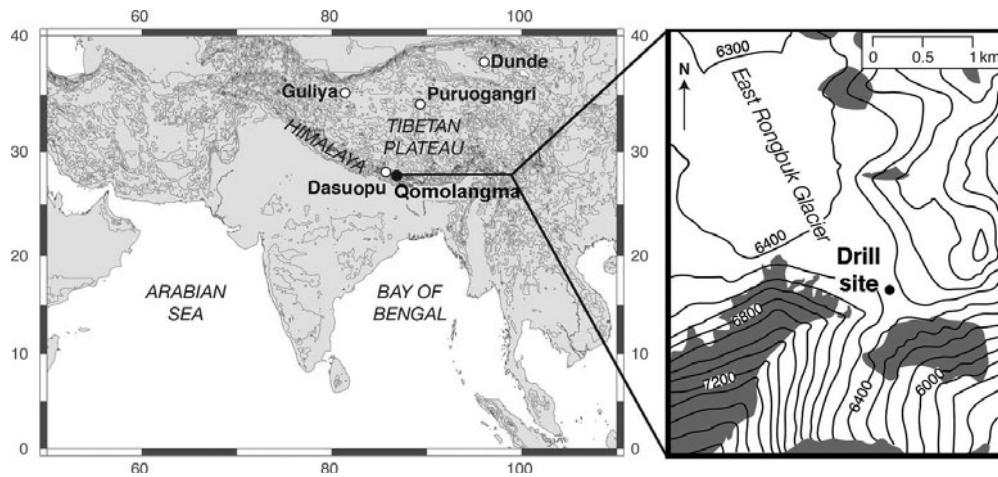 60 80 100
40 40
Dunde
Guliya
Puruogangri
TIBETAN
PLATEAU
HIMALAYA
30
Dasuopu
Qomolangma
20 20
ARABIAN
SEA
BAY OF
BENGAL
10 10
0 0
60 80 100
6300
0 0.5 1 km
N
East Rongbuk Glacier
6400
Drill
site
6800
7200
6400
6000